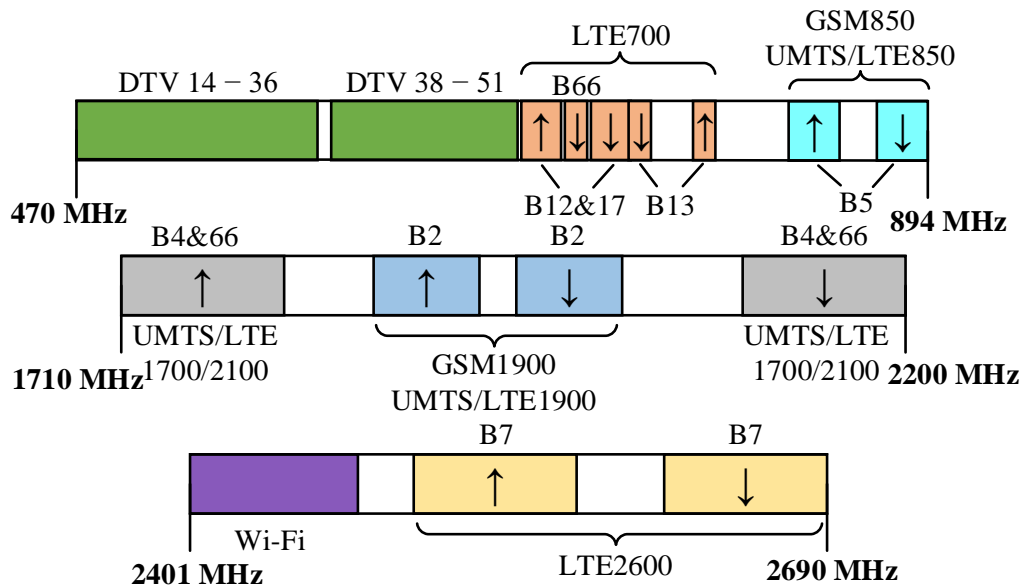 GSM850
LTE700
UMTS/LTE850
DTV 14 − 36
DTV 38 − 51
B66
↑ ↓ ↓ ↓ ↑ ↑ ↓
B12&17
B13
B5
470 MHz
894 MHz
B4&66
B2
B2
B4&66
↑ ↑ ↓ ↓
UMTS/LTE
1700/2100
UMTS/LTE
1700/2100
1710 MHz
GSM1900
2200 MHz
UMTS/LTE1900
B7
B7
↑ ↓
Wi-Fi
LTE2600
2401 MHz
2690 MHz